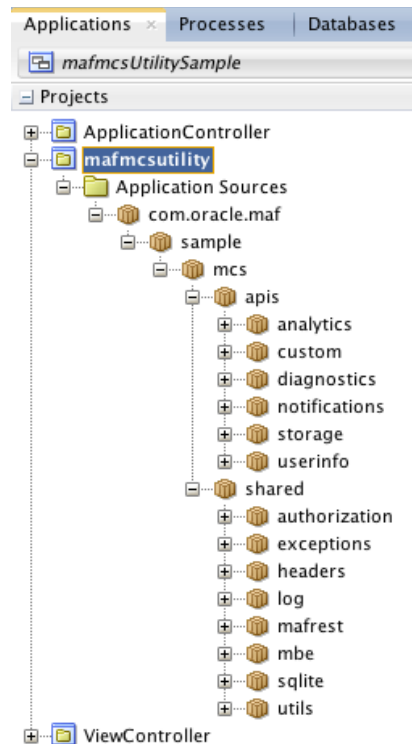 Applications Processes Databases
mafmcsUtilitySample
Projects
ApplicationController
mafmcsutility
Application Sources
com.oracle.maf
sample
mcs
apis
analytics
custom
diagnostics
notifications
storage
userinfo
shared
authorization
exceptions
headers
log
mafrest
mbe
sqlite
utils
ViewController